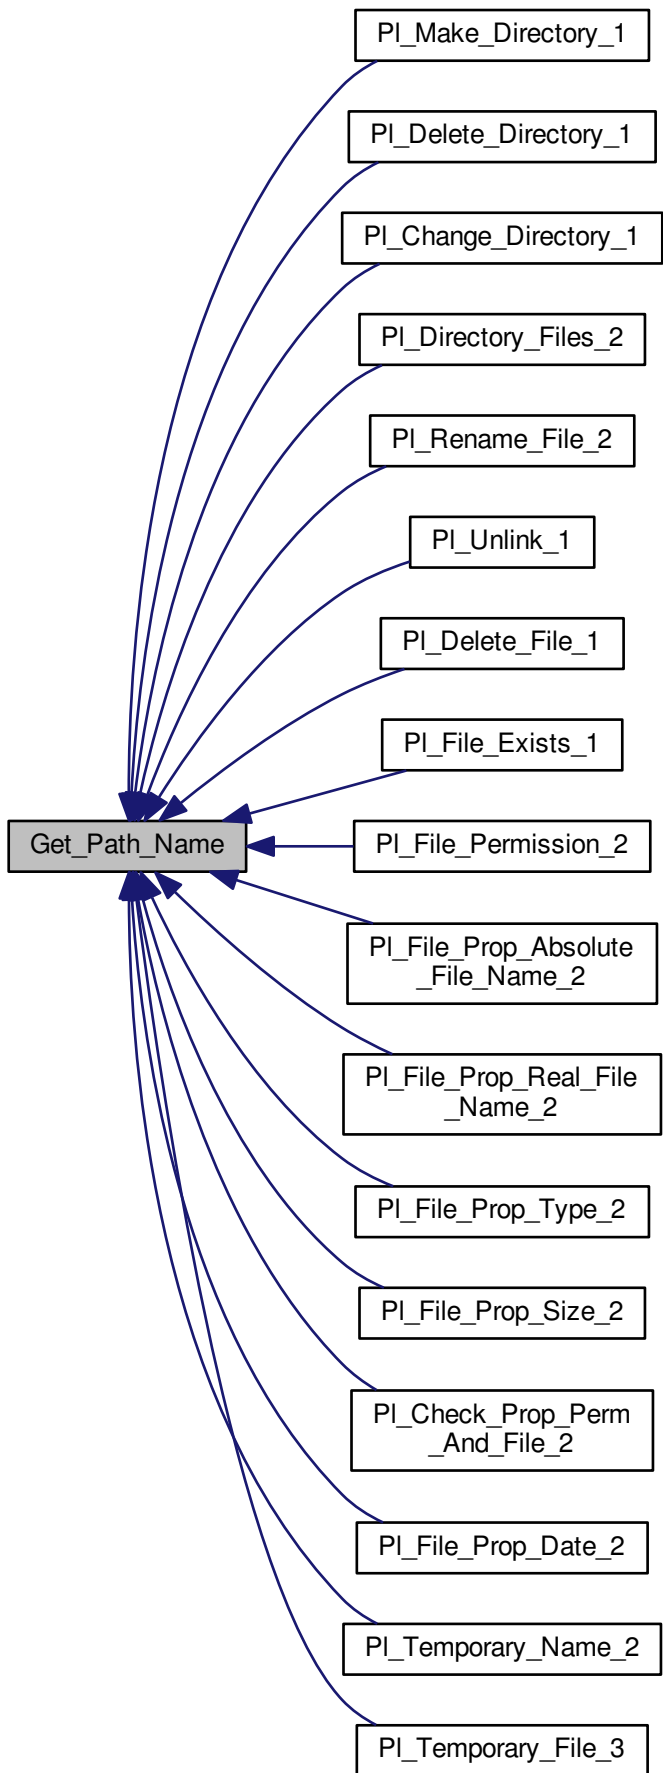 Pl_Make_Directory_1
Pl_Delete_Directory_1
Pl_Change_Directory_1
Pl_Directory_Files_2
Pl_Rename_File_2
Pl_Unlink_1
Pl_Delete_File_1
Pl_File_Exists_1
Get_Path_Name
Pl_File_Permission_2
Pl_File_Prop_Absolute
_File_Name_2
Pl_File_Prop_Real_File
_Name_2
Pl_File_Prop_Type_2
Pl_File_Prop_Size_2
Pl_Check_Prop_Perm
_And_File_2
Pl_File_Prop_Date_2
Pl_Temporary_Name_2
Pl_Temporary_File_3